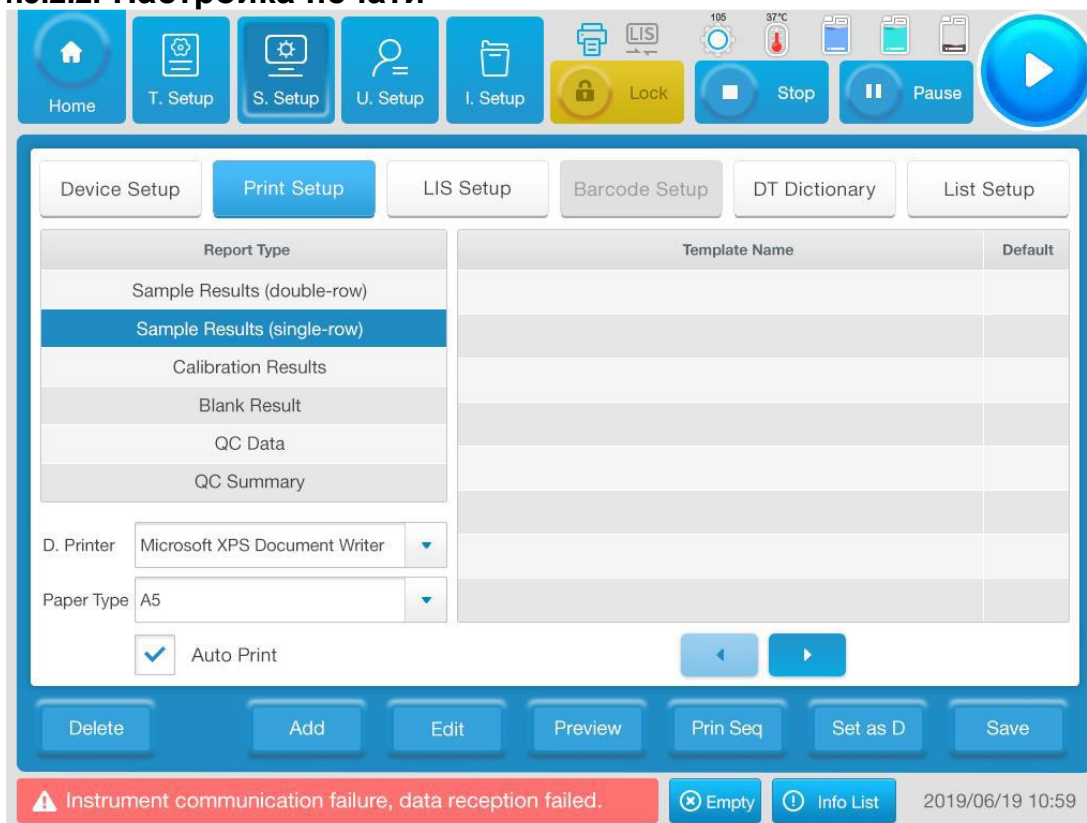 Настройка печати
105 37℃
LIS
Home T. Setup S. Setup U. Setup I. Setup Lock Stop Pause
Device Setup Print Setup LIS Setup Barcode Setup DT Dictionary List Setup
Report Type Template Name Default
Sample Results (double-row)
Sample Results (single-row)
Calibration Results
Blank Result
QC Data
QC Summary
D. Printer Microsoft XPS Document Writer
Paper Type A5
Auto Print
Delete Add Edit Preview Prin Seq Set as D Save
Instrument communication failure, data reception failed. Empty Info List 2019/06/19 10:59